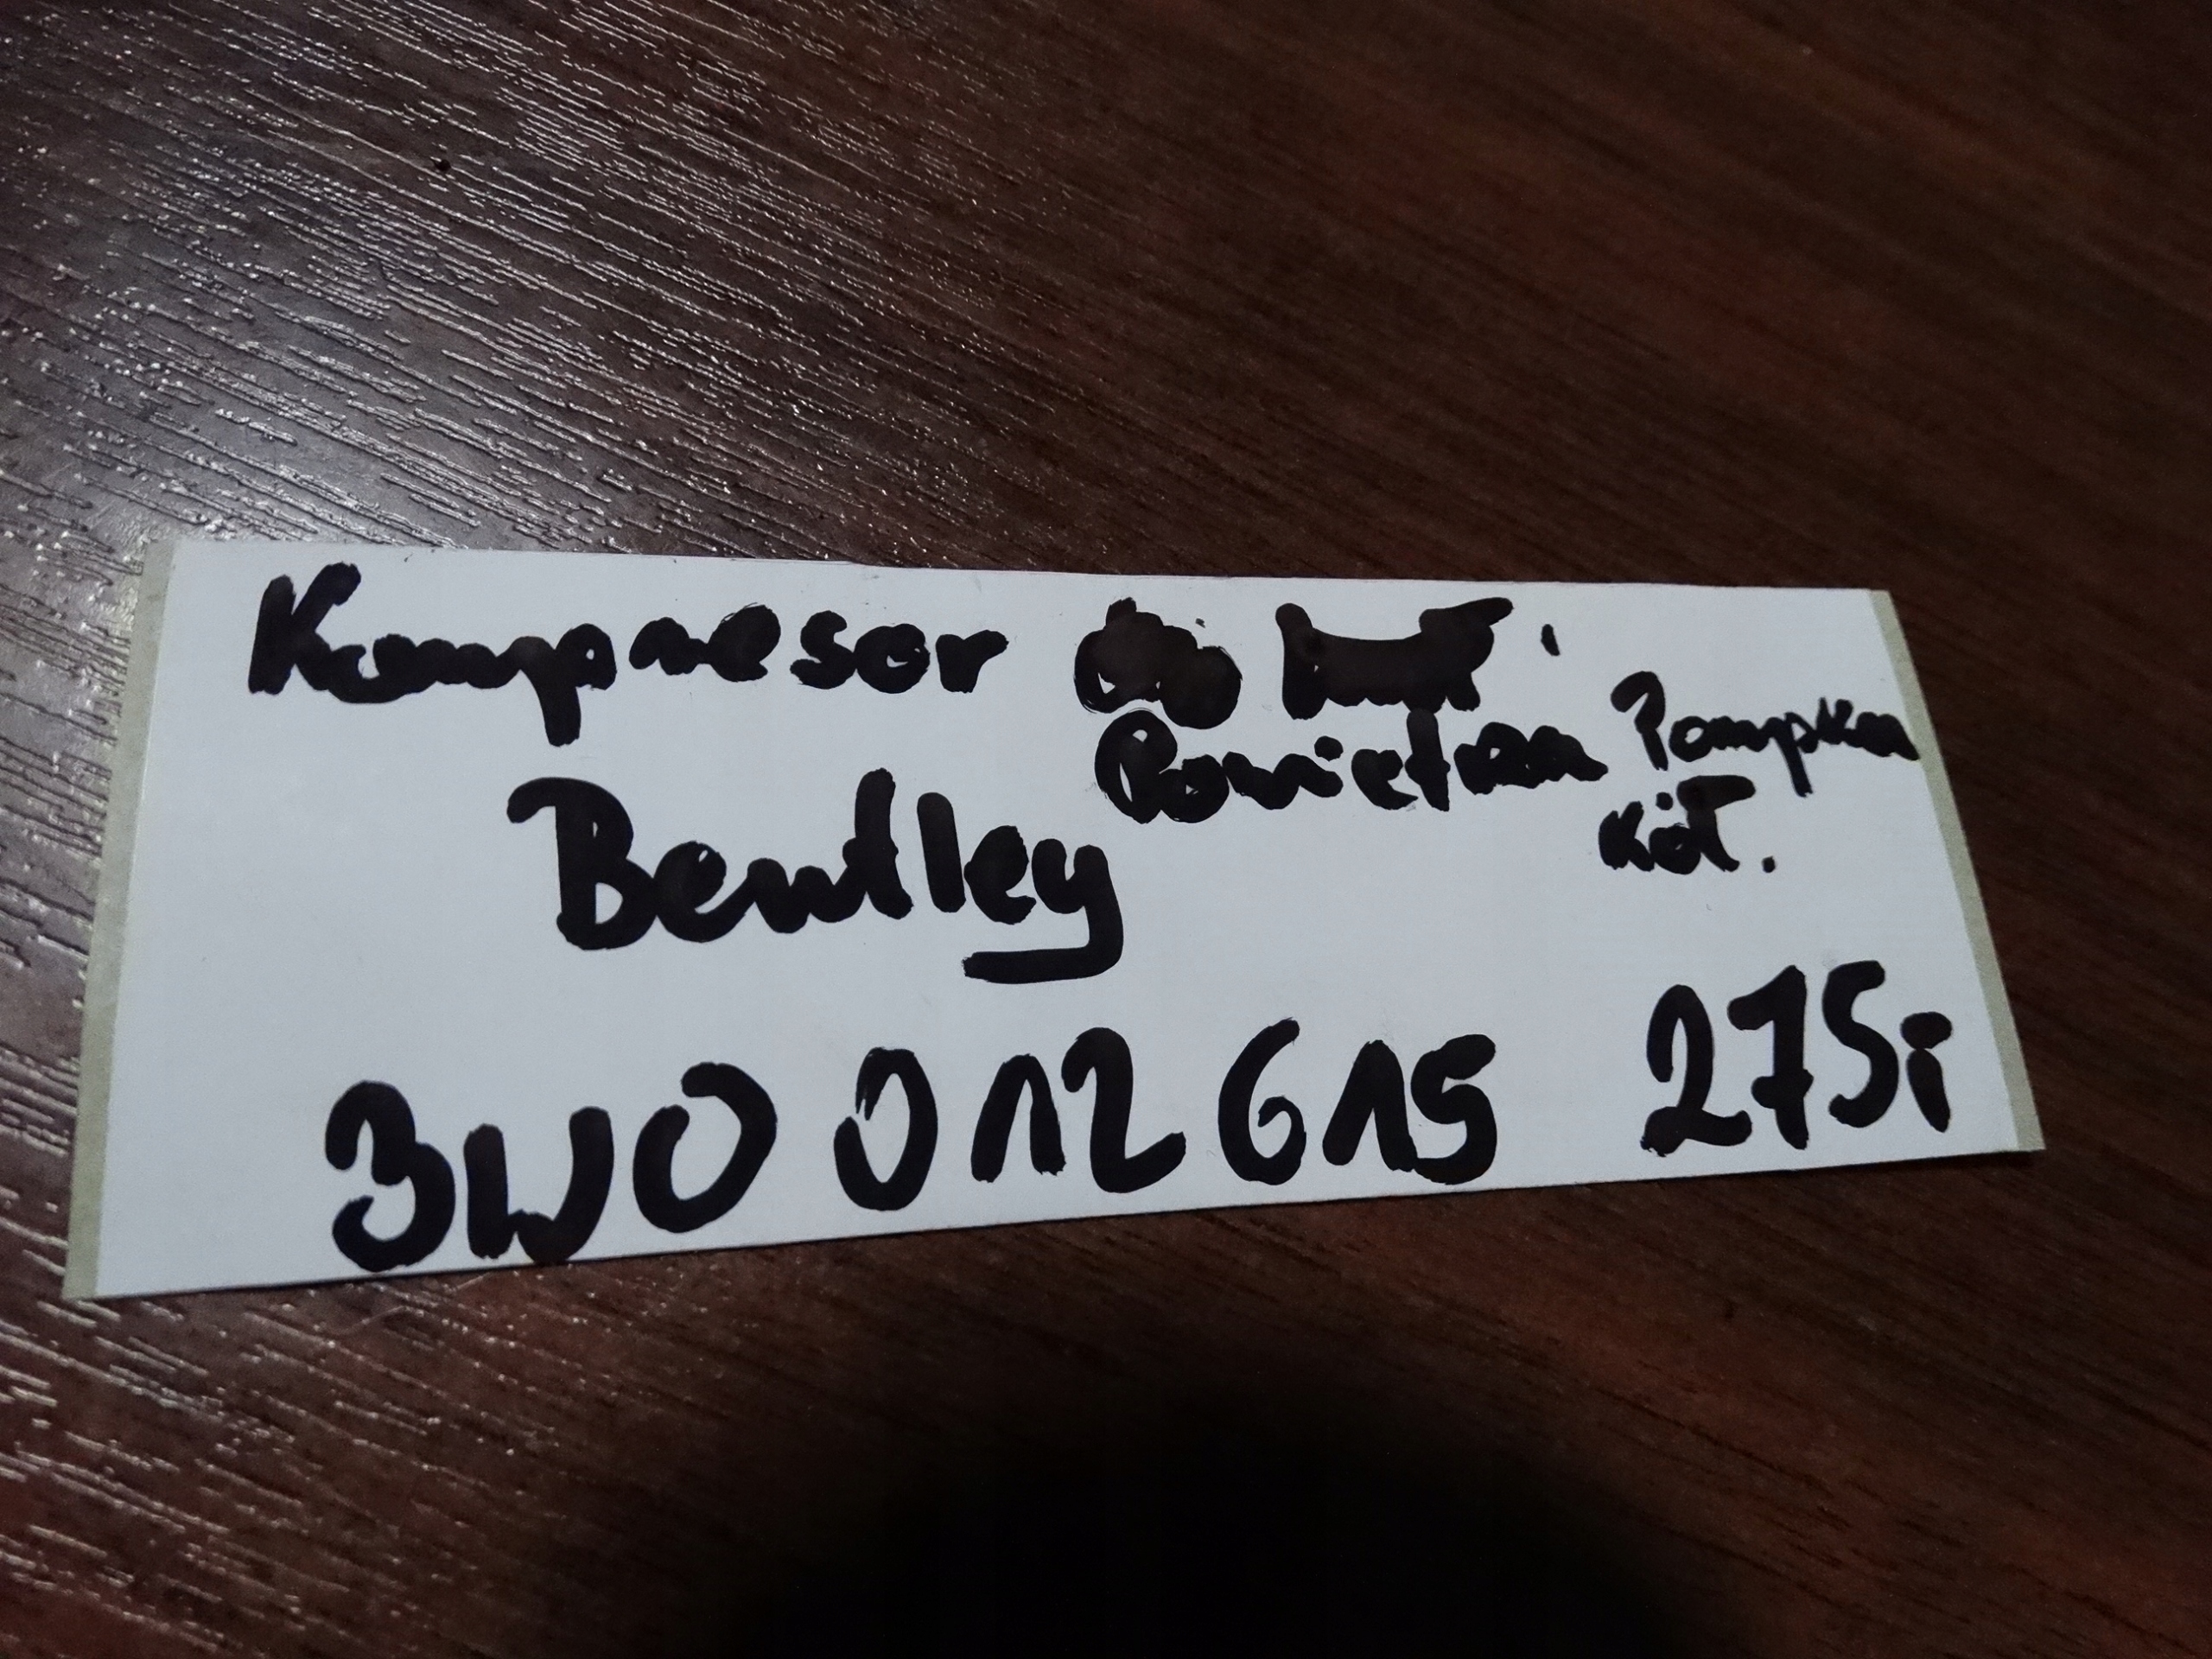 Kompresor
Powietrza Pompka
Kół.
Bentley
3W0 012 615 275i